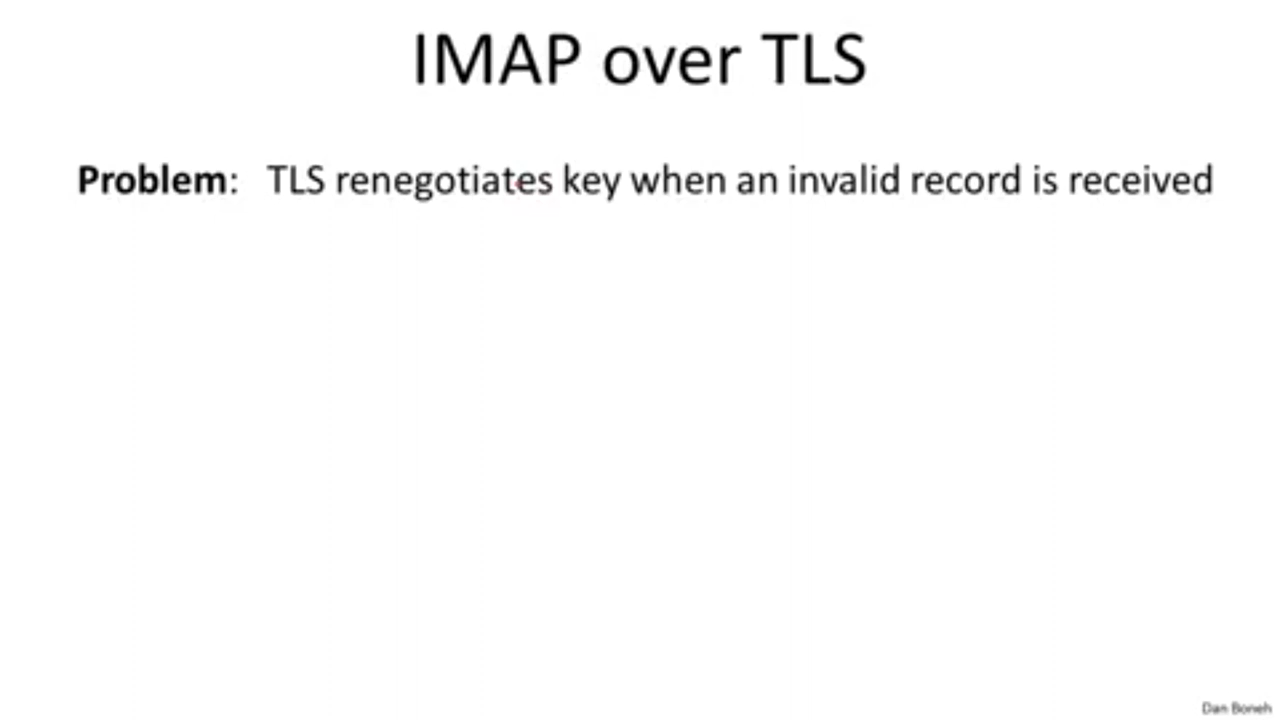 IMAP over TLS
Problem: TLS renegotiates key when an invalid record is received
Dan Boneh